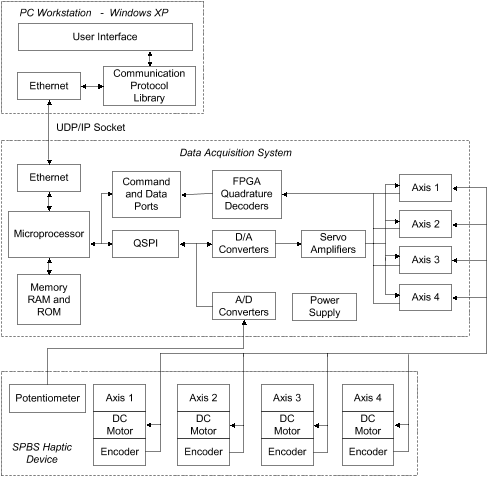 PC Workstation - Windows XP
User Interface
Ethernet
Communication
Protocol
Library
UDP/IP Socket
Data Acquisition System
Ethernet
Command
and Data
Ports
FPGA
Quadrature
Decoders
Axis 1
Axis 2
Microprocessor
QSPI
D/A
Converters
Servo
Amplifiers
Axis 3
Memory
RAM and
ROM
A/D
Converters
Power
Supply
Axis 4
Potentiometer
Axis 1
DC
Motor
Encoder
Axis 2
DC
Motor
Encoder
Axis 3
DC
Motor
Encoder
Axis 4
DC
Motor
Encoder
SPBS Haptic
Device